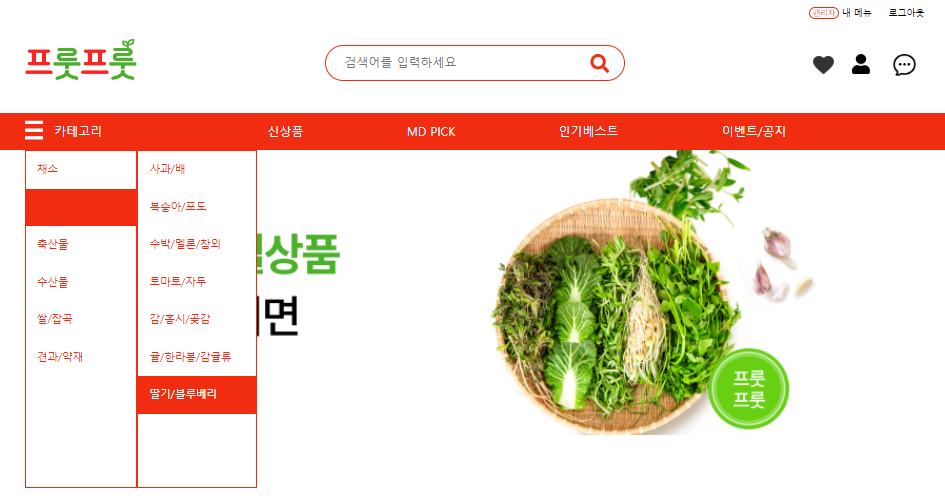 관리자 내 메뉴 로그아웃
프룻프룻
검색어를 입력하세요
카테고리 신상품 MD PICK 인기베스트 이벤트/공지
채소
축산물
수산물
쌀/잡곡
견과/약재
사과/배
복숭아/포도
수박/멜론/참외
토마토/자두
감/홍시/곶감
귤/한라봉/감귤류
딸기/블루베리
상품
면
프룻
프룻